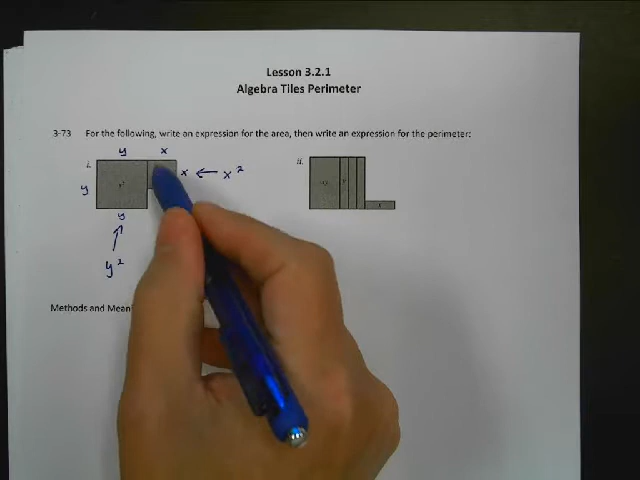 Lesson 3.2.1
Algebra Tiles Perimeter
3-73 For the following, write an expression for the area, then write an expression for the perimeter:
i. y x
y x ← x²
y
y²
ii.
Methods and Mean